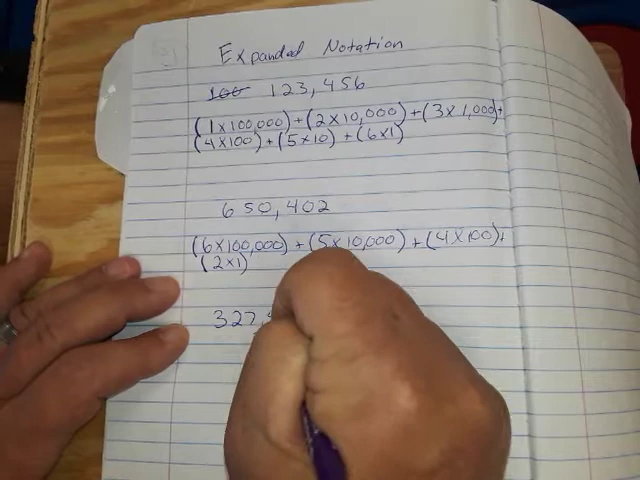 Expanded Notation
100 123,456
(1x100,000)+(2x10,000)+(3x1,000)+
(4x100)+(5x10)+(6x1)
650,402
(6x100,000)+(5x10,000)+(4x100)+
(2x1)
327,